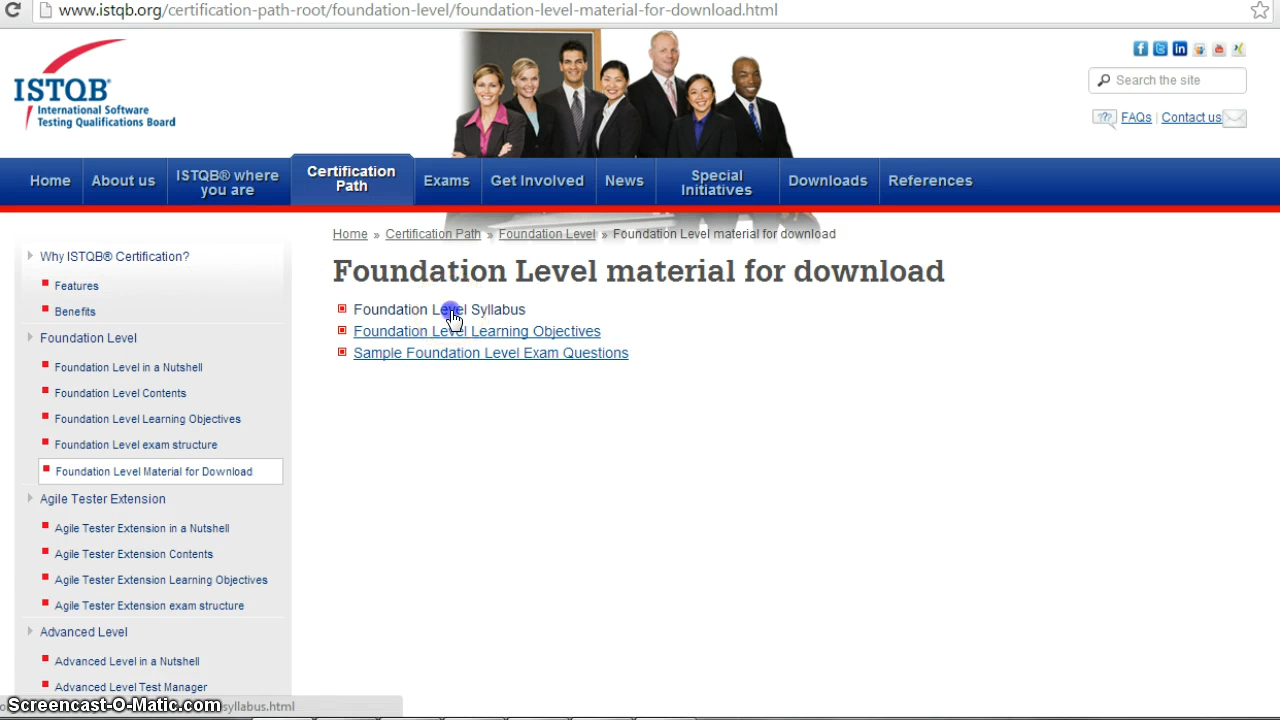 www.istqb.org/certification-path-root/foundation-level/foundation-level-material-for-download.html
ISTQB®
International Software
Testing Qualifications Board
Search the site
FAQs | Contact us
Home
About us
ISTQB® where
you are
Certification
Path
Exams
Get Involved
News
Special
Initiatives
Downloads
References
Home » Certification Path » Foundation Level » Foundation Level material for download
Foundation Level material for download
Foundation Level Syllabus
Foundation Level Learning Objectives
Sample Foundation Level Exam Questions
Why ISTQB® Certification?
Features
Benefits
Foundation Level
Foundation Level in a Nutshell
Foundation Level Contents
Foundation Level Learning Objectives
Foundation Level exam structure
Foundation Level Material for Download
Agile Tester Extension
Agile Tester Extension in a Nutshell
Agile Tester Extension Contents
Agile Tester Extension Learning Objectives
Agile Tester Extension exam structure
Advanced Level
Advanced Level in a Nutshell
Advanced Level Test Manager
Screencast-O-Matic.com
syllabus.html